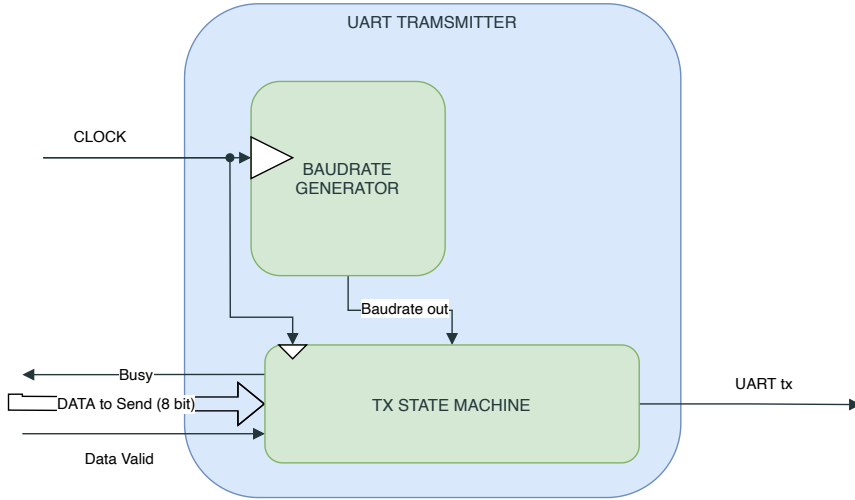 UART TRAMSMITTER
CLOCK
BAUDRATE
GENERATOR
Baudrate out
Busy
DATA to Send (8 bit)
TX STATE MACHINE
UART tx
Data Valid